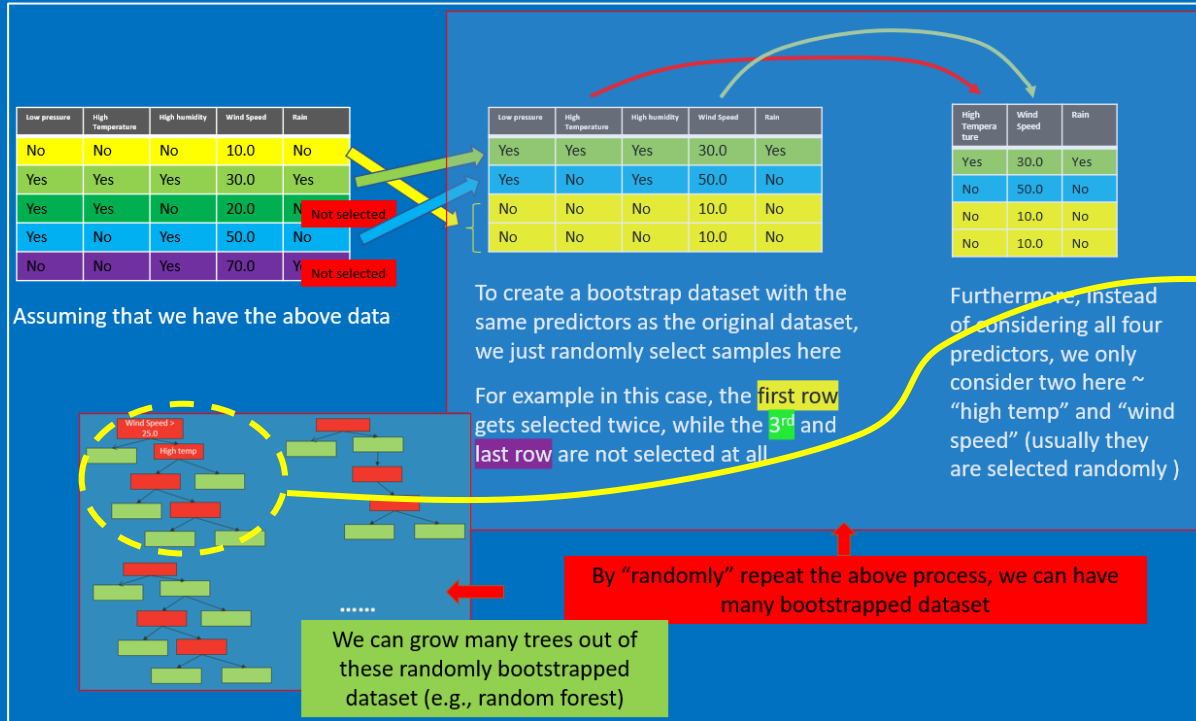 Low pressure High Temperature High humidity Wind Speed Rain
No No No 10.0 No
Yes Yes Yes 30.0 Yes
Yes Yes No 20.0
Not selected
Yes No Yes 50.0 No
No No Yes 70.0
Not selected
Assuming that we have the above data
Low pressure High Temperature High humidity Wind Speed Rain
Yes Yes Yes 30.0 Yes
Yes No Yes 50.0 No
No No No 10.0 No
No No No 10.0 No
To create a bootstrap dataset with the
same predictors as the original dataset,
we just randomly select samples here
For example in this case, the first row
gets selected twice, while the 3rd and
last row are not selected at all
High Tempera ture Wind Speed Rain
Yes 30.0 Yes
No 50.0 No
No 10.0 No
No 10.0 No
Furthermore, instead
of considering all four
predictors, we only
consider two here ~
“high temp” and “wind
speed” (usually they
are selected randomly )
Wind Speed >
25.0
High temp
......
By “randomly” repeat the above process, we can have
many bootstrapped dataset
We can grow many trees out of
these randomly bootstrapped
dataset (e.g., random forest)